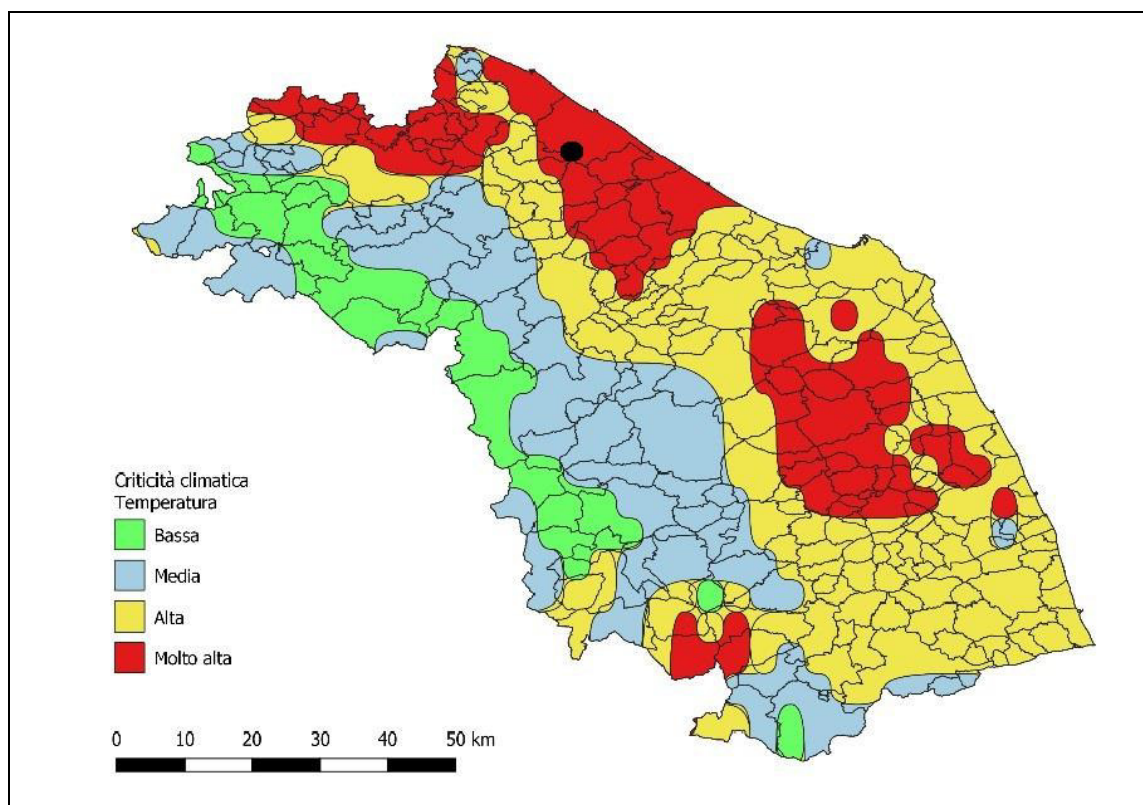 Criticità climatica
Temperatura
Bassa
Media
Alta
Molto alta
0 10 20 30 40 50 km